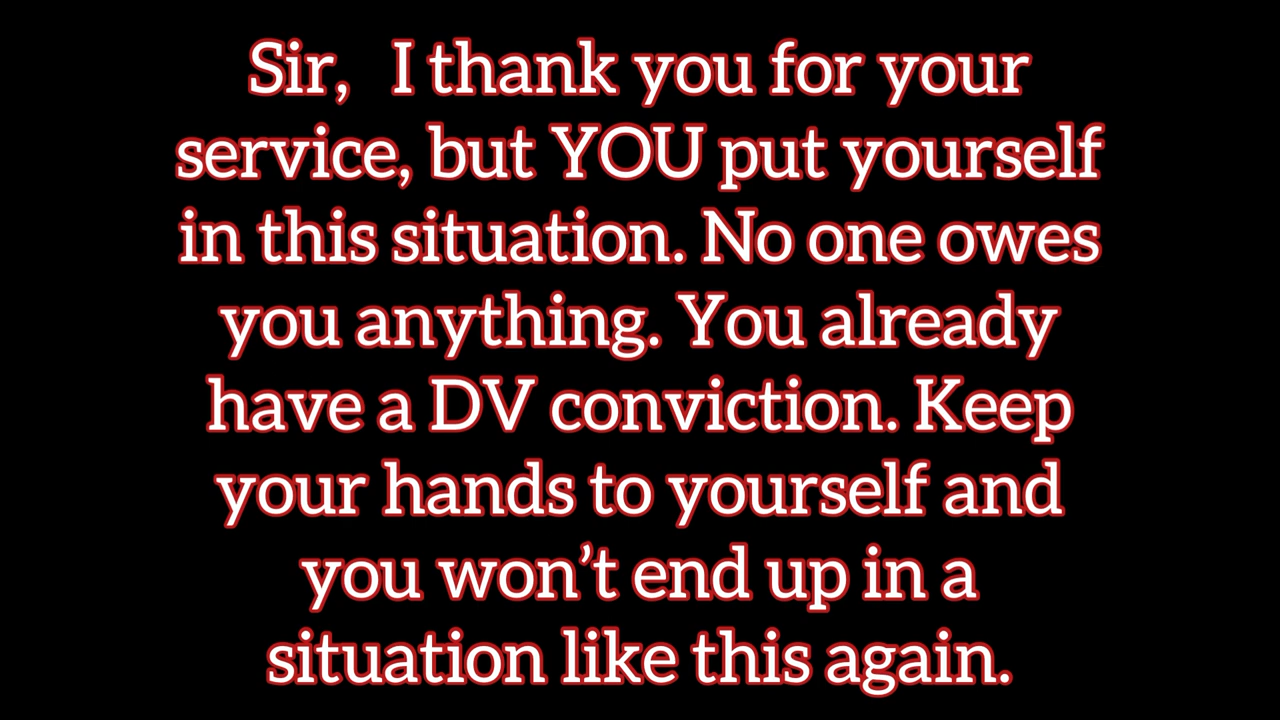 Sir,   I thank you for your
service, but YOU put yourself
in this situation. No one owes
you anything. You already
have a DV conviction. Keep
your hands to yourself and
you won’t end up in a
situation like this again.